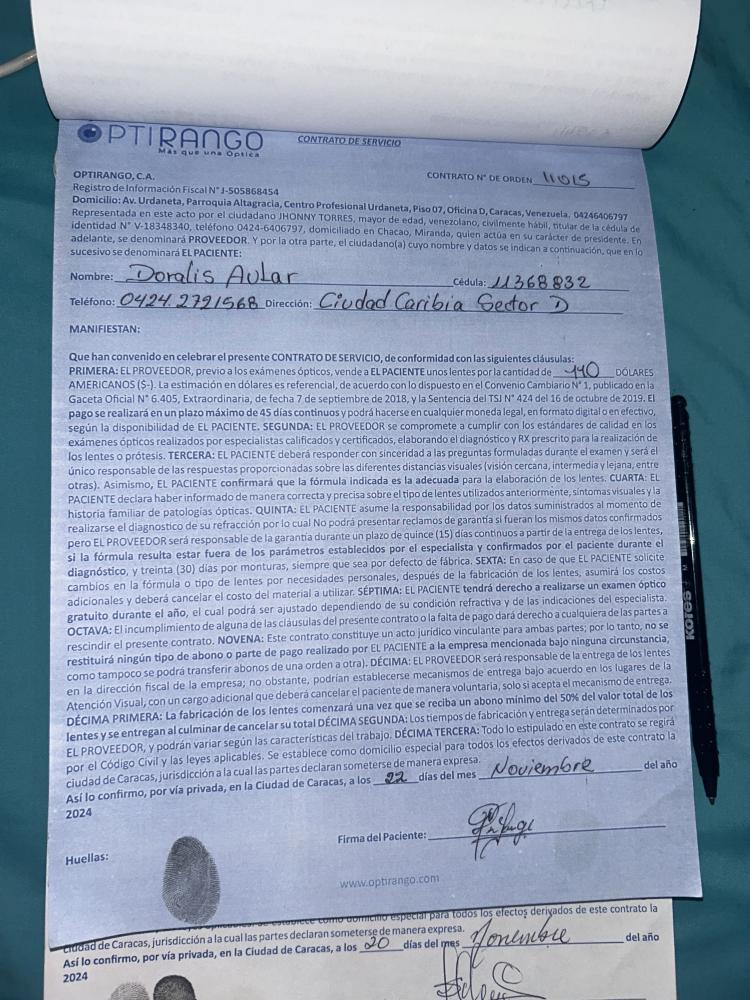 OPTIRANGO
Más que una Óptica
CONTRATO DE SERVICIO
OPTIRANGO, C.A.
CONTRATO N° DE ORDEN 11015
Registro de Información Fiscal N° J-505868454
Domicilio: Av. Urdaneta, Parroquia Altagracia, Centro Profesional Urdaneta, Piso 07, Oficina D, Caracas, Venezuela. 04246406797
Representada en este acto por el ciudadano JHONNY TORRES, mayor de edad, venezolano, civilmente hábil, titular de la cédula de
identidad N° V-18348340, teléfono 0424-6406797, domiciliado en Chacao, Miranda, quien actúa en su carácter de presidente. En
adelante, se denominará PROVEEDOR. Y por la otra parte, el ciudadano(a) cuyo nombre y datos se indican a continuación, que en lo
sucesivo se denominará EL PACIENTE:
Nombre: Doralis Aular Cédula: 11368832
Teléfono: 0424.2791568 Dirección: Ciudad Caribia Sector D
MANIFIESTAN:
Que han convenido en celebrar el presente CONTRATO DE SERVICIO, de conformidad con las siguientes cláusulas:
PRIMERA: EL PROVEEDOR, previo a los exámenes ópticos, vende a EL PACIENTE unos lentes por la cantidad de 440 DÓLARES
AMERICANOS ($-). La estimación en dólares es referencial, de acuerdo con lo dispuesto en el Convenio Cambiario N° 1, publicado en la
Gaceta Oficial N° 6.405, Extraordinaria, de fecha 7 de septiembre de 2018, y la Sentencia del TSJ N° 424 del 16 de octubre de 2019. El
pago se realizará en un plazo máximo de 45 días continuos y podrá hacerse en cualquier moneda legal, en formato digital o en efectivo,
según la disponibilidad de EL PACIENTE. SEGUNDA: EL PROVEEDOR se compromete a cumplir con los estándares de calidad en los
exámenes ópticos realizados por especialistas calificados y certificados, elaborando el diagnóstico y RX prescrito para la realización de
los lentes o prótesis. TERCERA: EL PACIENTE deberá responder con sinceridad a las preguntas formuladas durante el examen y será el
único responsable de las respuestas proporcionadas sobre las diferentes distancias visuales (visión cercana, intermedia y lejana, entre
otras). Asimismo, EL PACIENTE confirmará que la fórmula indicada es la adecuada para la elaboración de los lentes. CUARTA: EL
PACIENTE declara haber informado de manera correcta y precisa sobre el tipo de lentes utilizados anteriormente, síntomas visuales y la
historia familiar de patologías ópticas. QUINTA: EL PACIENTE asume la responsabilidad por los datos suministrados al momento de
realizarse el diagnostico de su refracción por lo cual No podrá presentar reclamos de garantía si fueran los mismos datos confirmados
pero EL PROVEEDOR será responsable de la garantía durante un plazo de quince (15) días continuos a partir de la entrega de los lentes,
si la fórmula resulta estar fuera de los parámetros establecidos por el especialista y confirmados por el paciente durante el
diagnóstico, y treinta (30) días por monturas, siempre que sea por defecto de fábrica. SEXTA: En caso de que EL PACIENTE solicite
cambios en la fórmula o tipo de lentes por necesidades personales, después de la fabricación de los lentes, asumirá los costos
adicionales y deberá cancelar el costo del material a utilizar. SÉPTIMA: EL PACIENTE tendrá derecho a realizarse un examen óptico
gratuito durante el año, el cual podrá ser ajustado dependiendo de su condición refractiva y de las indicaciones del especialista.
OCTAVA: El incumplimiento de alguna de las cláusulas del presente contrato o la falta de pago dará derecho a cualquiera de las partes a
rescindir el presente contrato. NOVENA: Este contrato constituye un acto jurídico vinculante para ambas partes; por lo tanto, no se
restituirá ningún tipo de abono o parte de pago realizado por EL PACIENTE a la empresa mencionada bajo ninguna circunstancia,
como tampoco se podrá transferir abonos de una orden a otra). DÉCIMA: EL PROVEEDOR será responsable de la entrega de los lentes
en la dirección fiscal de la empresa; no obstante, podrían establecerse mecanismos de entrega bajo acuerdo en los lugares de la
Atención Visual, con un cargo adicional que deberá cancelar el paciente de manera voluntaria, solo si acepta el mecanismo de entrega.
DÉCIMA PRIMERA: La fabricación de los lentes comenzará una vez que se reciba un abono mínimo del 50% del valor total de los
lentes y se entregan al culminar de cancelar su total DÉCIMA SEGUNDA: Los tiempos de fabricación y entrega serán determinados por
EL PROVEEDOR, y podrán variar según las características del trabajo. DÉCIMA TERCERA: Todo lo estipulado en este contrato se regirá
por el Código Civil y las leyes aplicables. Se establece como domicilio especial para todos los efectos derivados de este contrato la
ciudad de Caracas, jurisdicción a la cual las partes declaran someterse de manera expresa.
Así lo confirmo, por vía privada, en la Ciudad de Caracas, a los 22 días del mes Noviembre del año
2024
Firma del Paciente:
Huellas:
www.optirango.com
se establece como domicilio especial para todos los efectos derivados de este contrato la
ciudad de Caracas, jurisdicción a la cual las partes declaran someterse de manera expresa.
Así lo confirmo, por vía privada, en la Ciudad de Caracas, a los 20 días del mes Noviembre del año
2024
kores